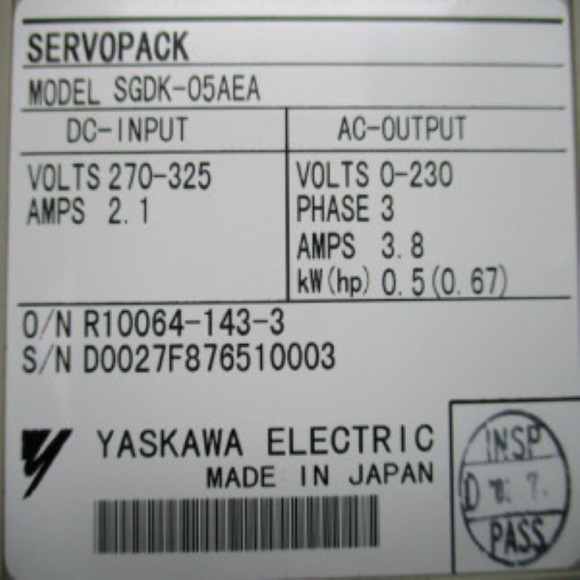 SERVOPACK
MODEL SGDK-05AEA
DC-INPUT
VOLTS 270-325
AMPS 2.1
AC-OUTPUT
VOLTS 0-230
PHASE 3
AMPS 3.8
kW(hp) 0.5(0.67)
O/N R10064-143-3
S/N D0027F876510003
YASKAWA ELECTRIC
MADE IN JAPAN
INSP
D
PASS